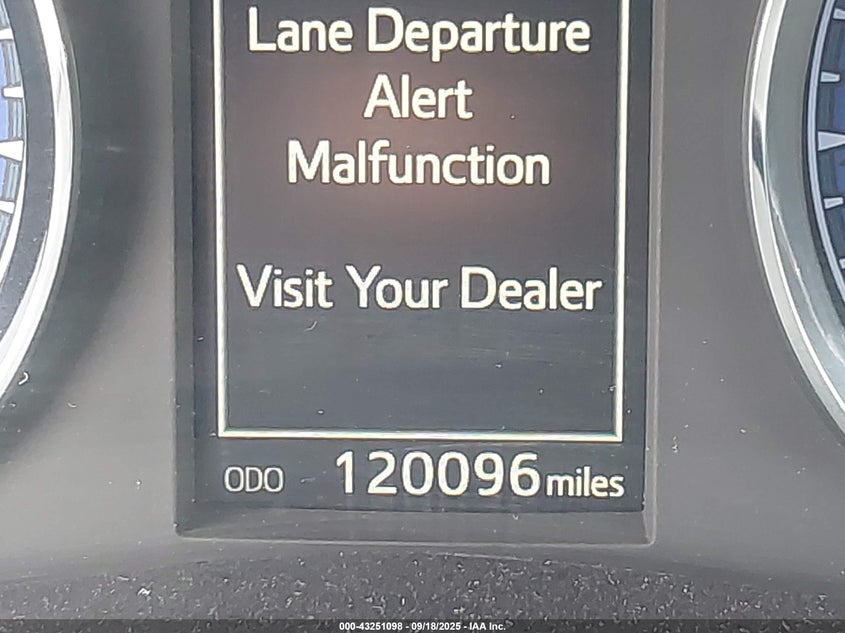 Lane Departure
Alert
Malfunction
Visit Your Dealer
ODO 120096 miles
000-43251098 - 09/18/2025 - IAA Inc.